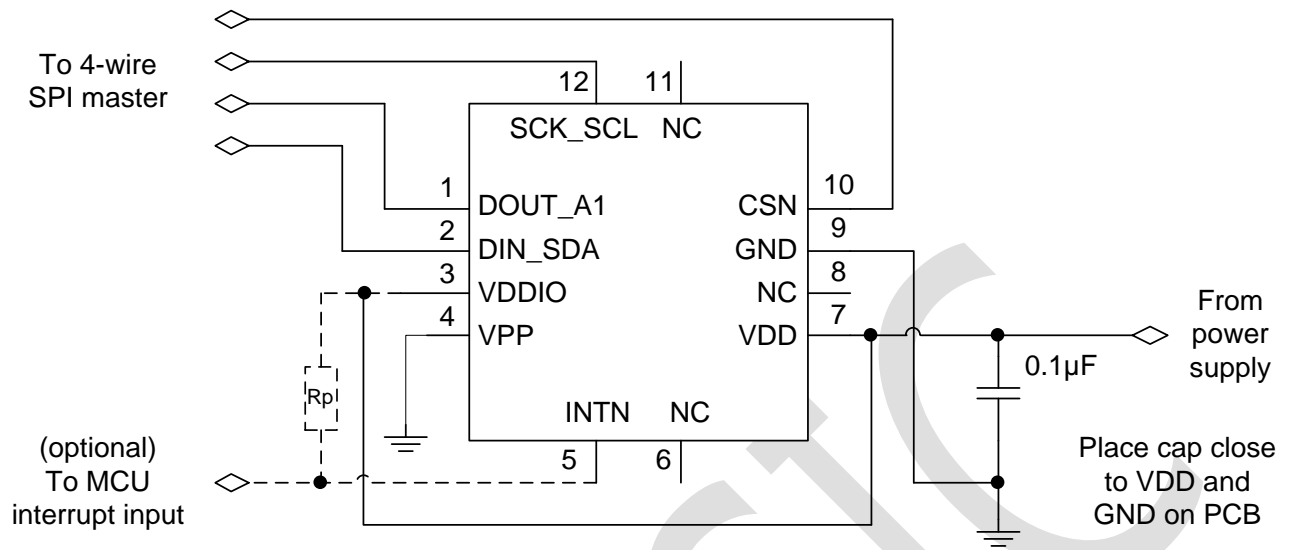 To 4-wire
SPI master
12
11
SCK_SCL
NC
1
DOUT_A1
2
DIN_SDA
3
VDDIO
4
VPP
10
CSN
9
GND
8
NC
7
VDD
INTN
NC
5
6
Rp
(optional)
To MCU
interrupt input
0.1µF
From
power
supply
Place cap close
to VDD and
GND on PCB